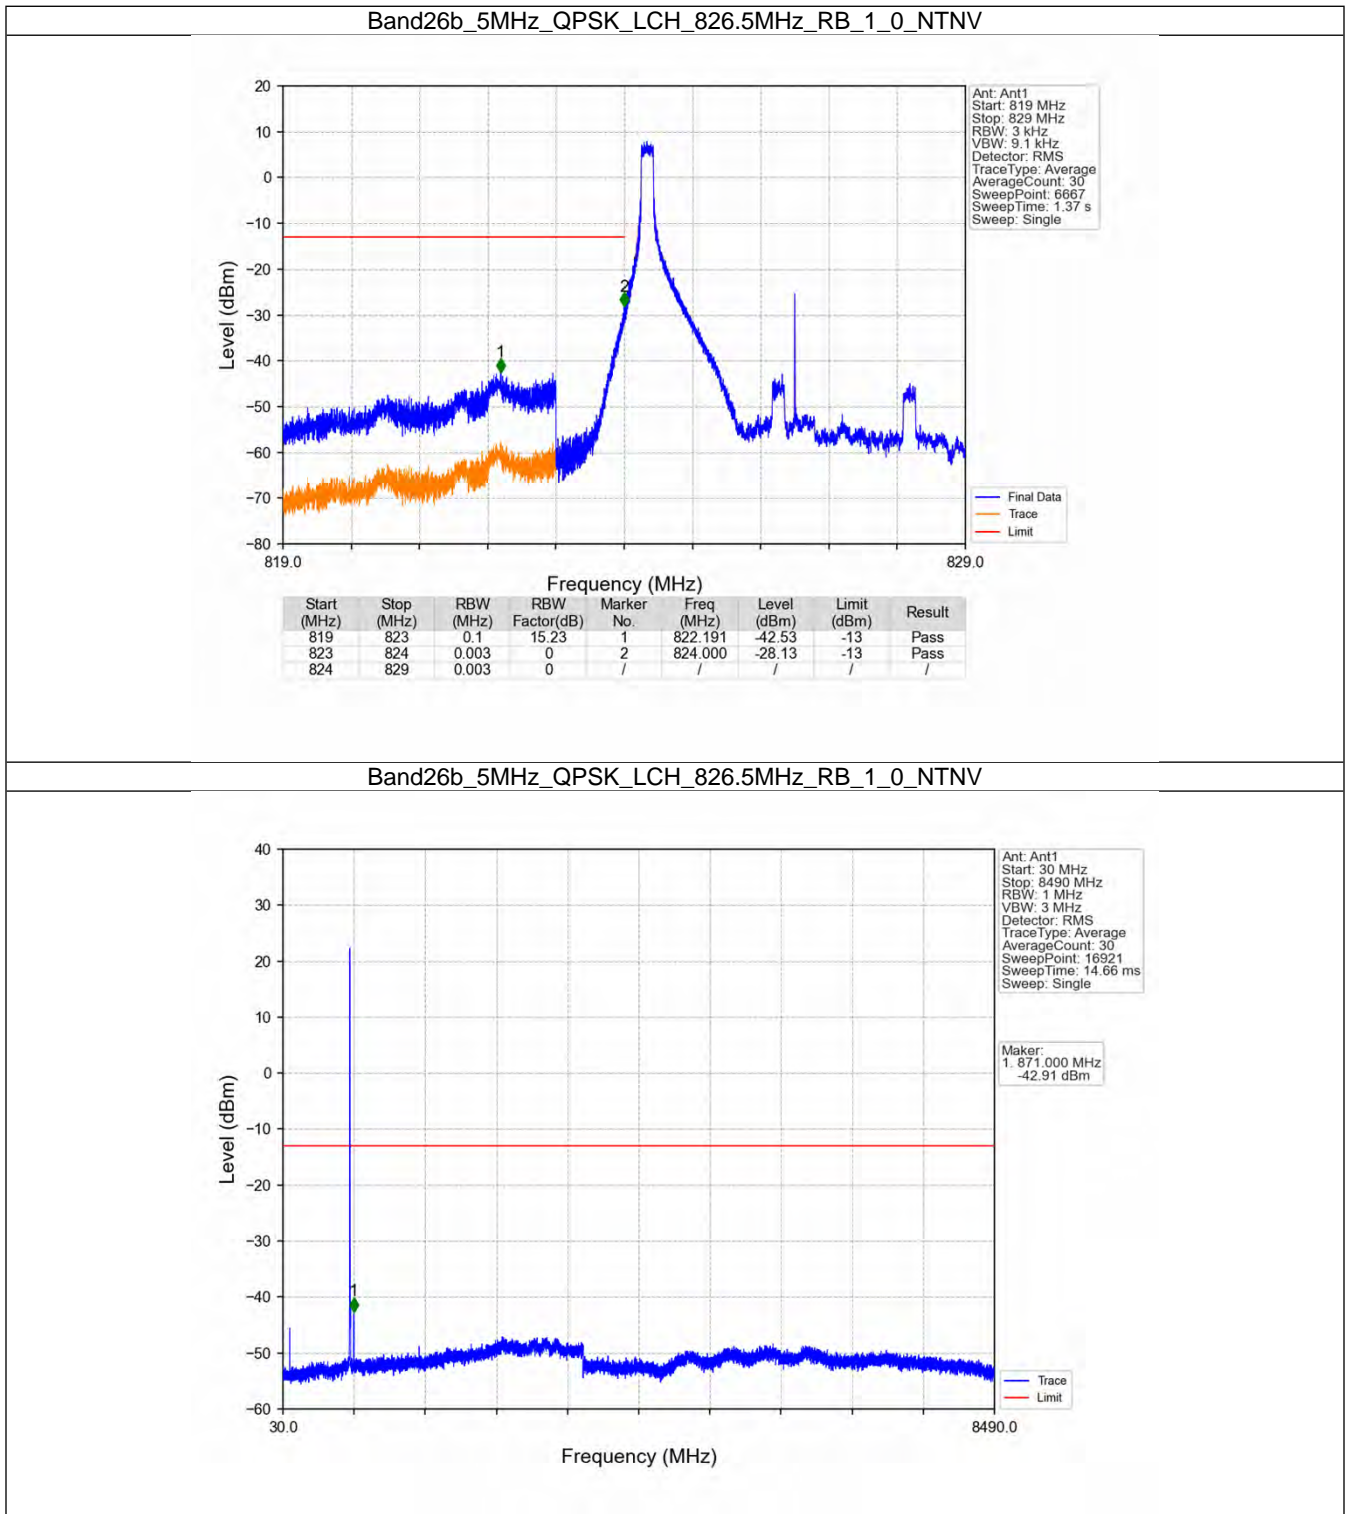 Band26b_5MHz_QPSK_LCH_826.5MHz_RB_1_0_NTNV
20
10
0
−10
−20
−30
−40
−50
−60
−70
−80
Level (dBm)
1
2
819.0
829.0
Frequency (MHz)
Ant: Ant1
Start: 819 MHz
Stop: 829 MHz
RBW: 3 kHz
VBW: 9.1 kHz
Detector: RMS
TraceType: Average
AverageCount: 30
SweepPoint: 6667
SweepTime: 1.37 s
Sweep: Single
Final Data
Trace
Limit
Start (MHz) Stop (MHz) RBW (MHz) RBW Factor(dB) Marker No. Freq (MHz) Level (dBm) Limit (dBm) Result
819 823 0.1 15.23 1 822.191 -42.53 -13 Pass
823 824 0.003 0 2 824.000 -28.13 -13 Pass
824 829 0.003 0 / / / / /
Band26b_5MHz_QPSK_LCH_826.5MHz_RB_1_0_NTNV
40
30
20
10
0
−10
−20
−30
−40
−50
−60
Level (dBm)
1
30.0
8490.0
Frequency (MHz)
Ant: Ant1
Start: 30 MHz
Stop: 8490 MHz
RBW: 1 MHz
VBW: 3 MHz
Detector: RMS
TraceType: Average
AverageCount: 30
SweepPoint: 16921
SweepTime: 14.66 ms
Sweep: Single
Maker:
1. 871.000 MHz
-42.91 dBm
Trace
Limit